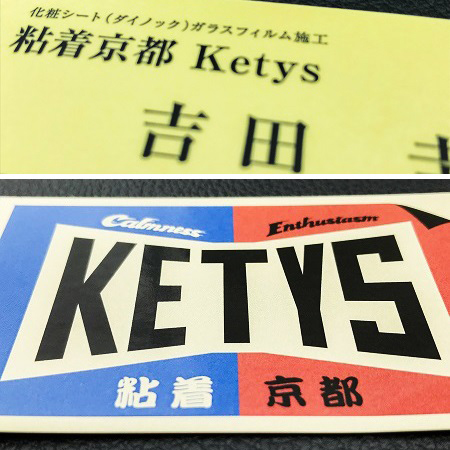 化粧シート(ダイノック)ガラスフィルム施工
粘着京都 Ketys
吉田
Calmness Enthusiasm
KETYS
粘着 京都